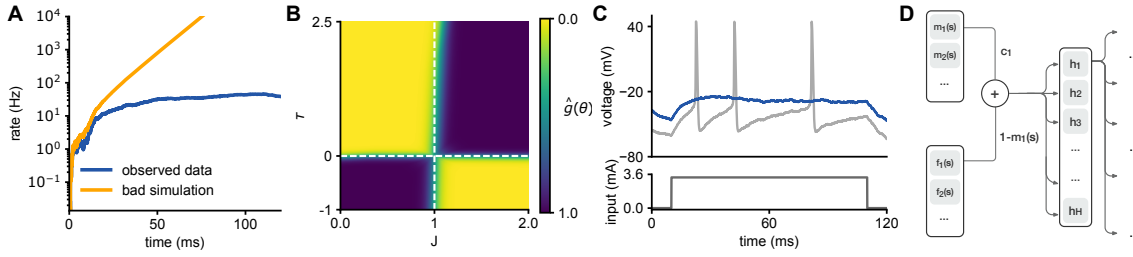 A
rate (Hz)
10⁴
10³
10²
10¹
10⁰
10⁻¹
observed data
bad simulation
0
50
100
time (ms)
B
τ
2.5
0
-1
0.0
1
2.0
J
0.0
ĝ(θ)
1.0
C
voltage (mV)
40
−20
−80
input (mA)
3.6
0.0
0
60
120
time (ms)
D
m₁(s)
m₂(s)
...
c₁
+
1-m₁(s)
f₁(s)
f₂(s)
...
h₁
h₂
h₃
...
...
hH